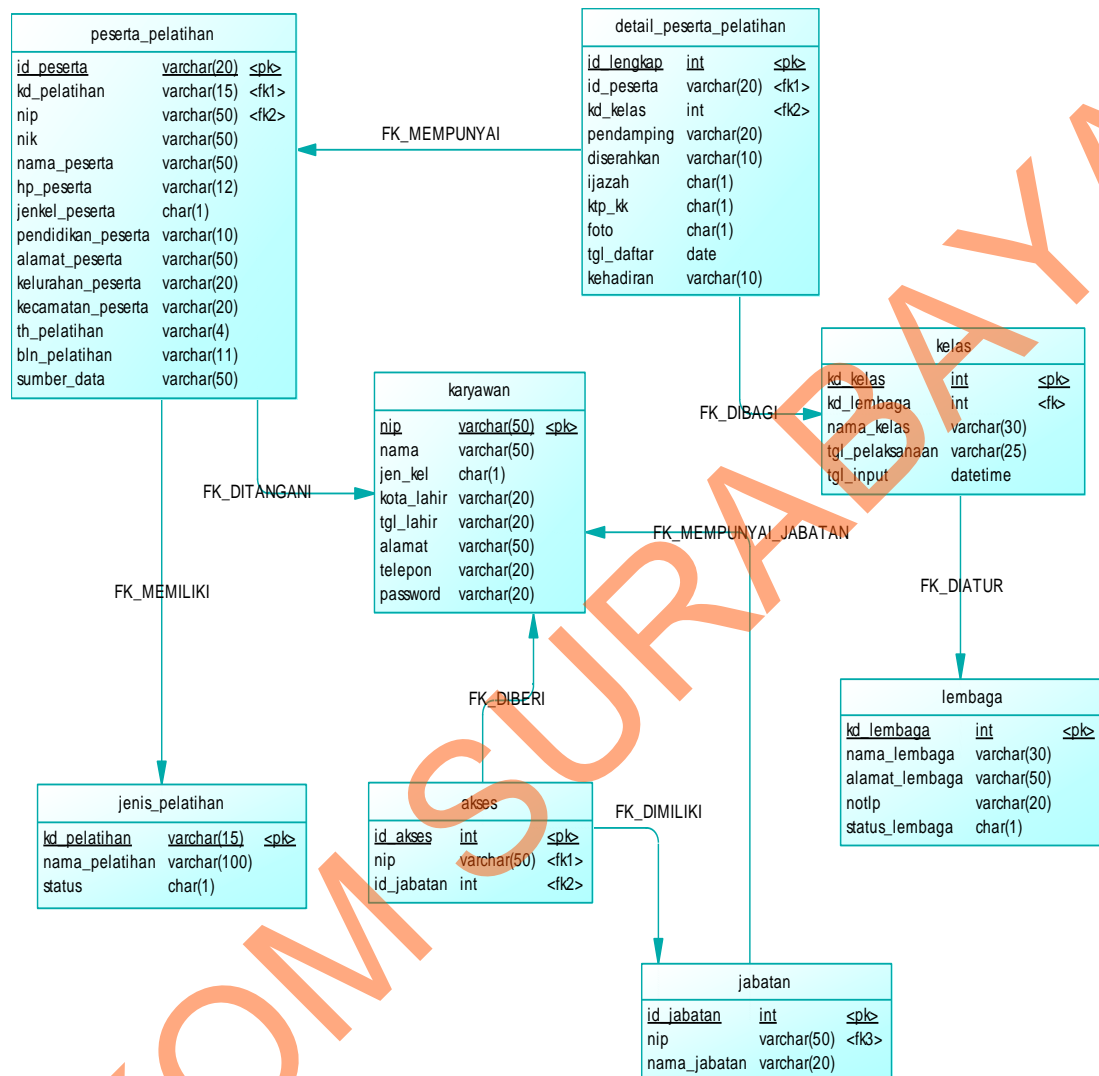 peserta_pelatihan
id_peserta varchar(20) <pk>
kd_pelatihan varchar(15) <fk1>
nip varchar(50) <fk2>
nik varchar(50)
nama_peserta varchar(50)
hp_peserta varchar(12)
jenkel_peserta char(1)
pendidikan_peserta varchar(10)
alamat_peserta varchar(50)
kelurahan_peserta varchar(20)
kecamatan_peserta varchar(20)
th_pelatihan varchar(4)
bln_pelatihan varchar(11)
sumber_data varchar(50)
detail_peserta_pelatihan
id_lengkap int <pk>
id_peserta varchar(20) <fk1>
kd_kelas int <fk2>
pendamping varchar(20)
diserahkan varchar(10)
ijazah char(1)
ktp_kk char(1)
foto char(1)
tgl_daftar date
kehadiran varchar(10)
FK_MEMPUNYAI
kelas
kd_kelas int <pk>
kd_lembaga int <fk>
nama_kelas varchar(30)
tgl_pelaksanaan varchar(25)
tgl_input datetime
FK_DIBAGI
karyawan
nip varchar(50) <pk>
nama varchar(50)
jen_kel char(1)
kota_lahir varchar(20)
tgl_lahir varchar(20)
alamat varchar(50)
telepon varchar(20)
password varchar(20)
FK_DITANGANI
FK_MEMPUNYAI_JABATAN
FK_MEMILIKI
FK_DIATUR
FK_DIBERI
lembaga
kd_lembaga int <pk>
nama_lembaga varchar(30)
alamat_lembaga varchar(50)
notlp varchar(20)
status_lembaga char(1)
jenis_pelatihan
kd_pelatihan varchar(15) <pk>
nama_pelatihan varchar(100)
status char(1)
akses
id_akses int <pk>
nip varchar(50) <fk1>
id_jabatan int <fk2>
FK_DIMILIKI
jabatan
id_jabatan int <pk>
nip varchar(50) <fk3>
nama_jabatan varchar(20)
KOM SURABAYA